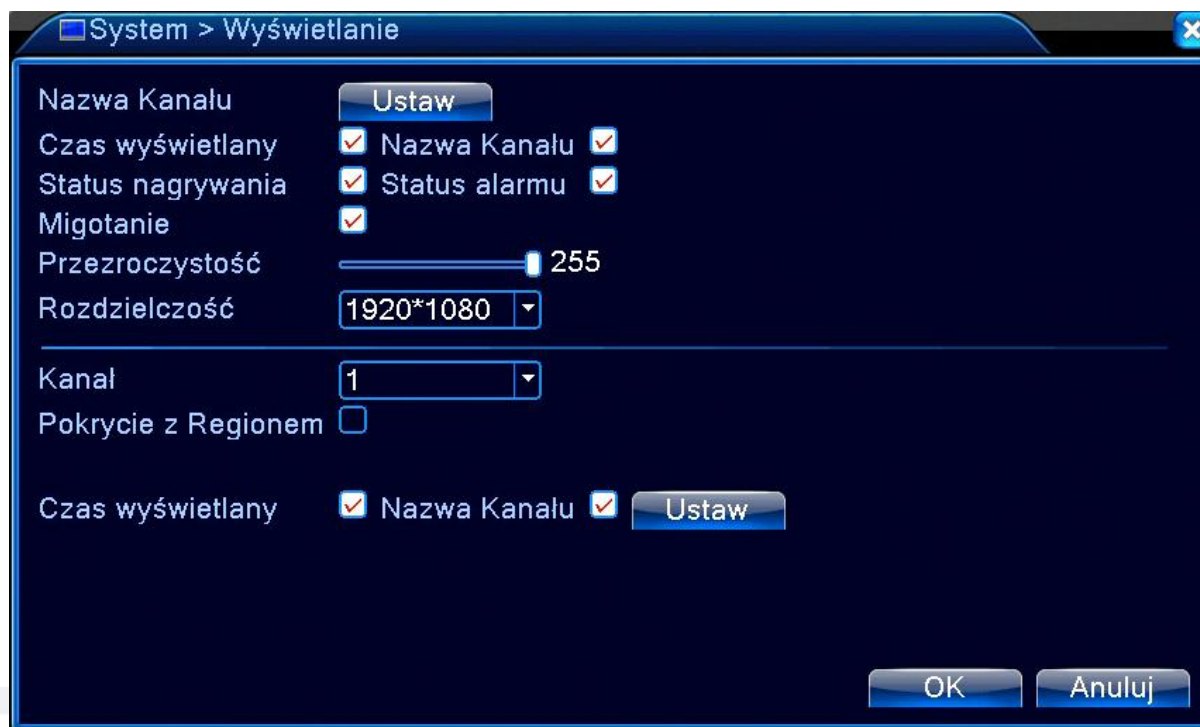 System > Wyświetlanie
Nazwa Kanału Ustaw
Czas wyświetlany Nazwa Kanału
Status nagrywania Status alarmu
Migotanie
Przezroczystość 255
Rozdzielczość 1920*1080
Kanał 1
Pokrycie z Regionem
Czas wyświetlany Nazwa Kanału Ustaw
OK Anuluj